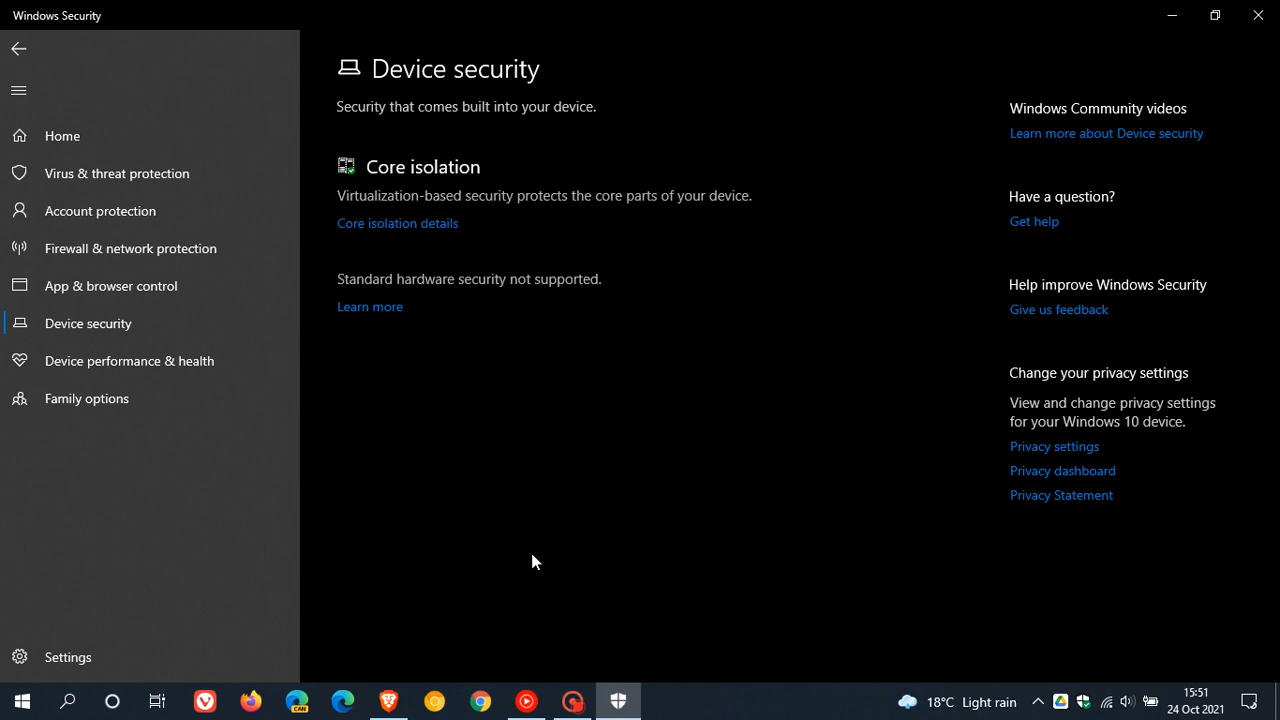 Windows Security
Home
Virus & threat protection
Account protection
Firewall & network protection
App & browser control
Device security
Device performance & health
Family options
Settings
Device security
Security that comes built into your device.
Core isolation
Virtualization-based security protects the core parts of your device.
Core isolation details
Standard hardware security not supported.
Learn more
Windows Community videos
Learn more about Device security
Have a question?
Get help
Help improve Windows Security
Give us feedback
Change your privacy settings
View and change privacy settings
for your Windows 10 device.
Privacy settings
Privacy dashboard
Privacy Statement
CAN
18°C Light rain
15:51
24 Oct 2021